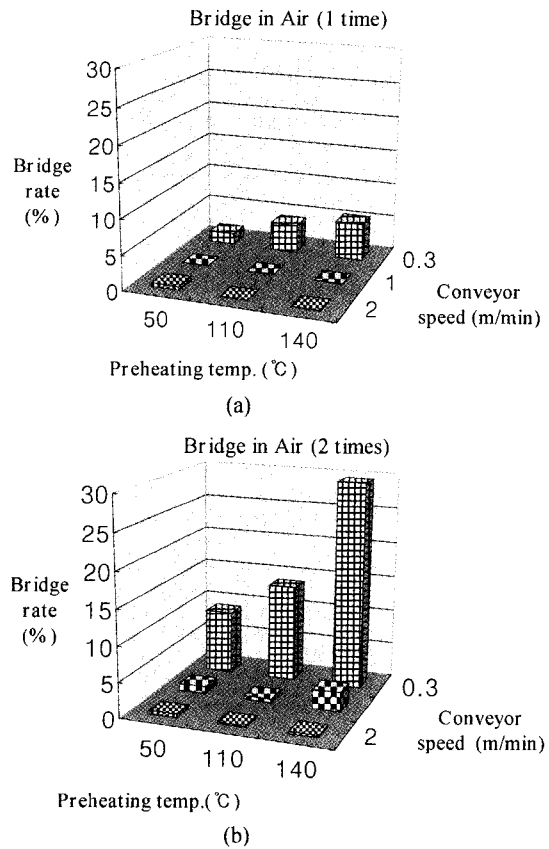 Bridge in Air (1 time)
30
25
20
15
10
5
0
Bridge
rate
(%)
50
110
140
0.3
1
2
Conveyor
speed (m/min)
Preheating temp. (℃)
(a)
Bridge in Air (2 times)
30
25
20
15
10
5
0
Bridge
rate
(%)
50
110
140
0.3
2
Conveyor
speed (m/min)
Preheating temp.(℃)
(b)